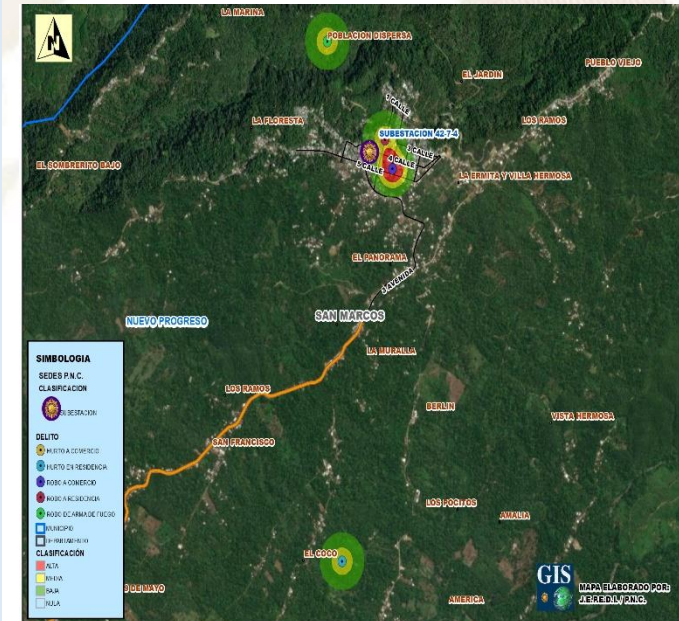 N
LA MARINA
POBLACION DISPERSA
PUEBLO VIEJO
EL JARDIN
1 CALLE
LA FLORESTA
LOS RAMOS
SUBESTACION 42-7-4
3 CALLE
4 CALLE
5 CALLE
EL SOMBRERITO BAJO
LA ERMITA Y VILLA HERMOSA
EL PANORAMA
3 AVENIDA
NUEVO PROGRESO
SAN MARCOS
LA MURALLA
LOS RAMOS
BERLIN
VISTA HERMOSA
SAN FRANCISCO
LOS POCITOS
AMALIA
EL COCO
S DE MAYO
AMERICA
SIMBOLOGIA
SEDES P.N.C.
CLASIFICACION
SUBESTACION
DELITO
HURTO A COMERCIO
HURTO EN RESIDENCIA
ROBO A COMERCIO
ROBO A RESIDENCIA
ROBO DE ARMA DE FUEGO
MUNICIPIO
DEPARTAMENTO
CLASIFICACIÓN
ALTA
MEDIA
BAJA
NULA
GIS
MAPA ELABORADO POR:
J.E.RE.D.I. / P.N.C.